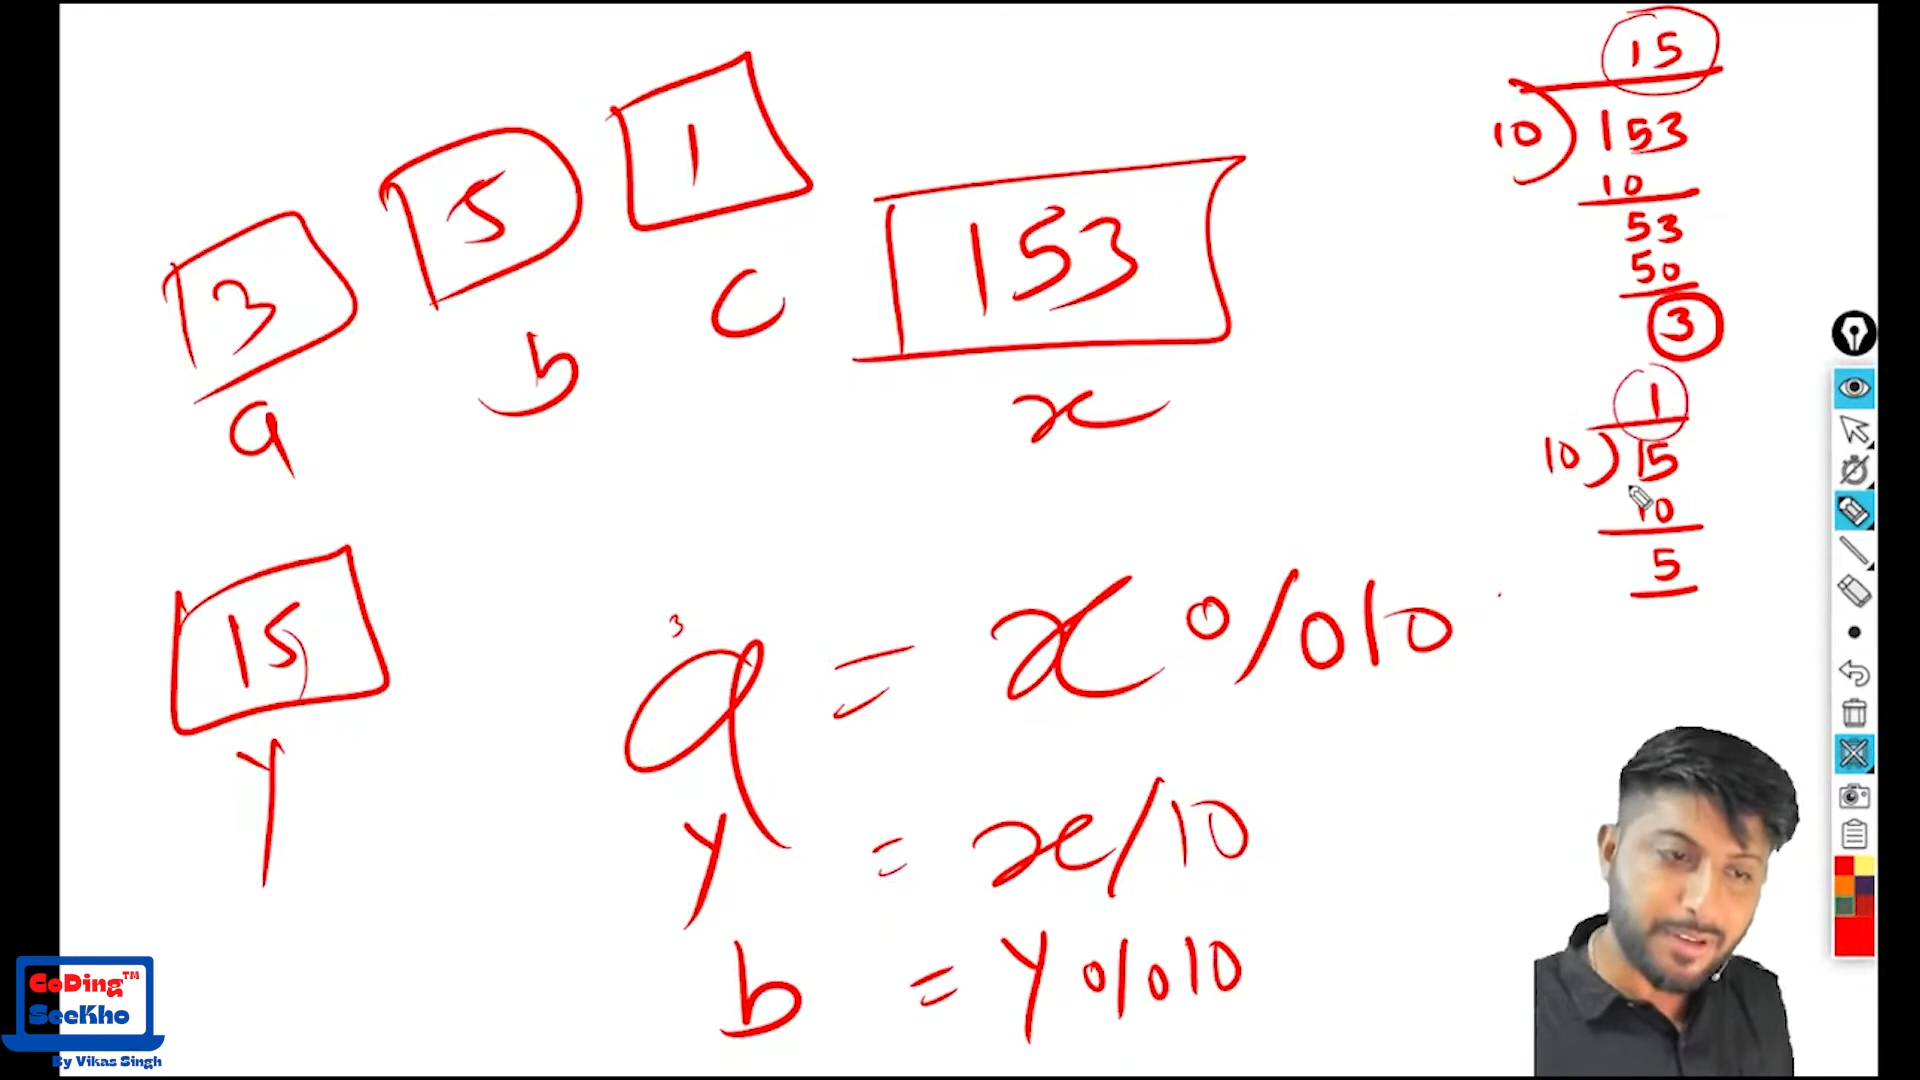 3
a
5
b
1
c
153
x
15
10)153
10
53
50
3
1
10)15
10
5
15
y
3
a = x%10
y = x/10
b = y%10
CoDing™
SeeKho
By Vikas Singh